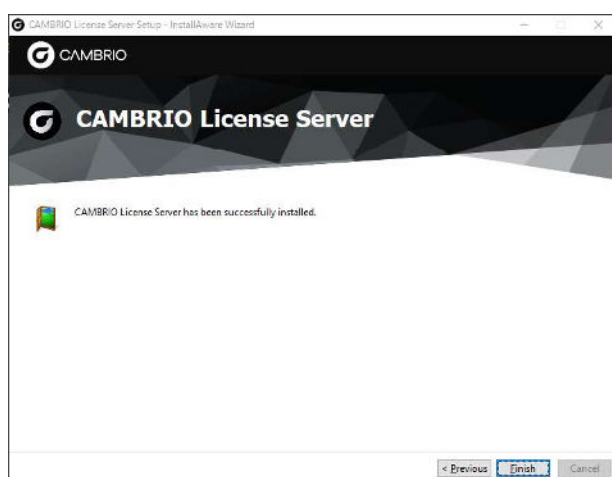 CAMBRIO License Server Setup - InstallAware Wizard
CAMBRIO
CAMBRIO License Server
CAMBRIO License Server has been successfully installed.
< Previous Finish Cancel